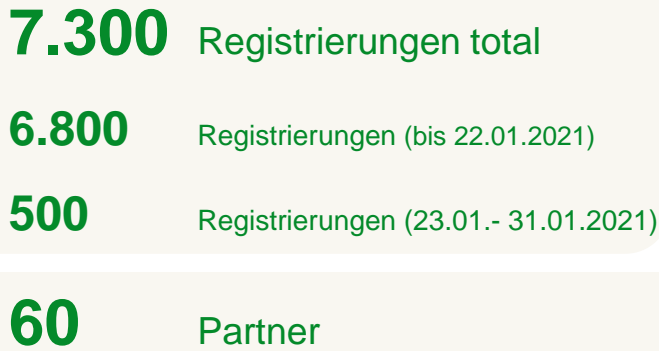 7.300 Registrierungen total
6.800 Registrierungen (bis 22.01.2021)
500 Registrierungen (23.01.- 31.01.2021)
60 Partner